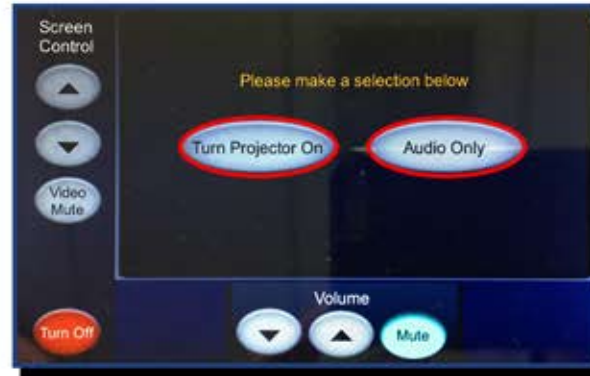 Screen
Control
Please make a selection below
Turn Projector On
Audio Only
Video
Mute
Volume
Turn Off
Mute